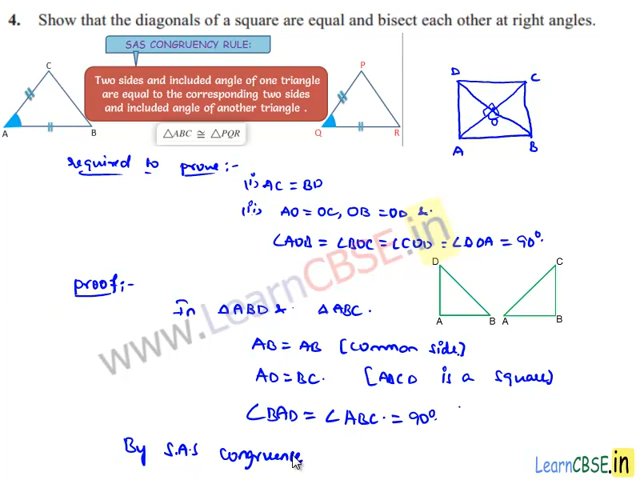 4. Show that the diagonals of a square are equal and bisect each other at right angles.
SAS CONGRUENCY RULE:
Two sides and included angle of one triangle
are equal to the corresponding two sides
and included angle of another triangle .
△ABC ≅ △PQR
C
A
B
P
Q
R
D
C
O
A
B
required to prove :-
(i) AC = BD
(ii) AO = OC, OB = OD &
∠AOB = ∠BOC = ∠COD = ∠DOA = 90°.
proof:-
In △ABD & △ABC.
AB = AB [common side]
AD = BC. [ABCD is a square]
∠BAD = ∠ABC = 90°
By S.A.S congruence
D
A
B
C
A
B
www.LearnCBSE.in
LearnCBSE.in